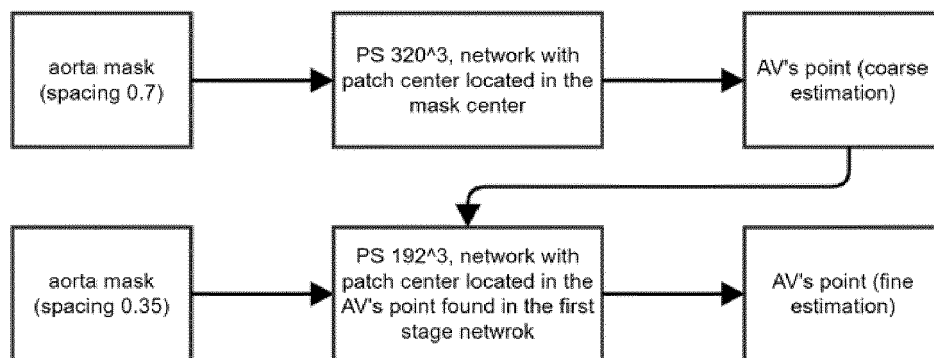 aorta mask
(spacing 0.7)
PS 320^3, network with
patch center located in the
mask center
AV's point (coarse
estimation)
aorta mask
(spacing 0.35)
PS 192^3, network with
patch center located in the
AV's point found in the first
stage netwrok
AV's point (fine
estimation)